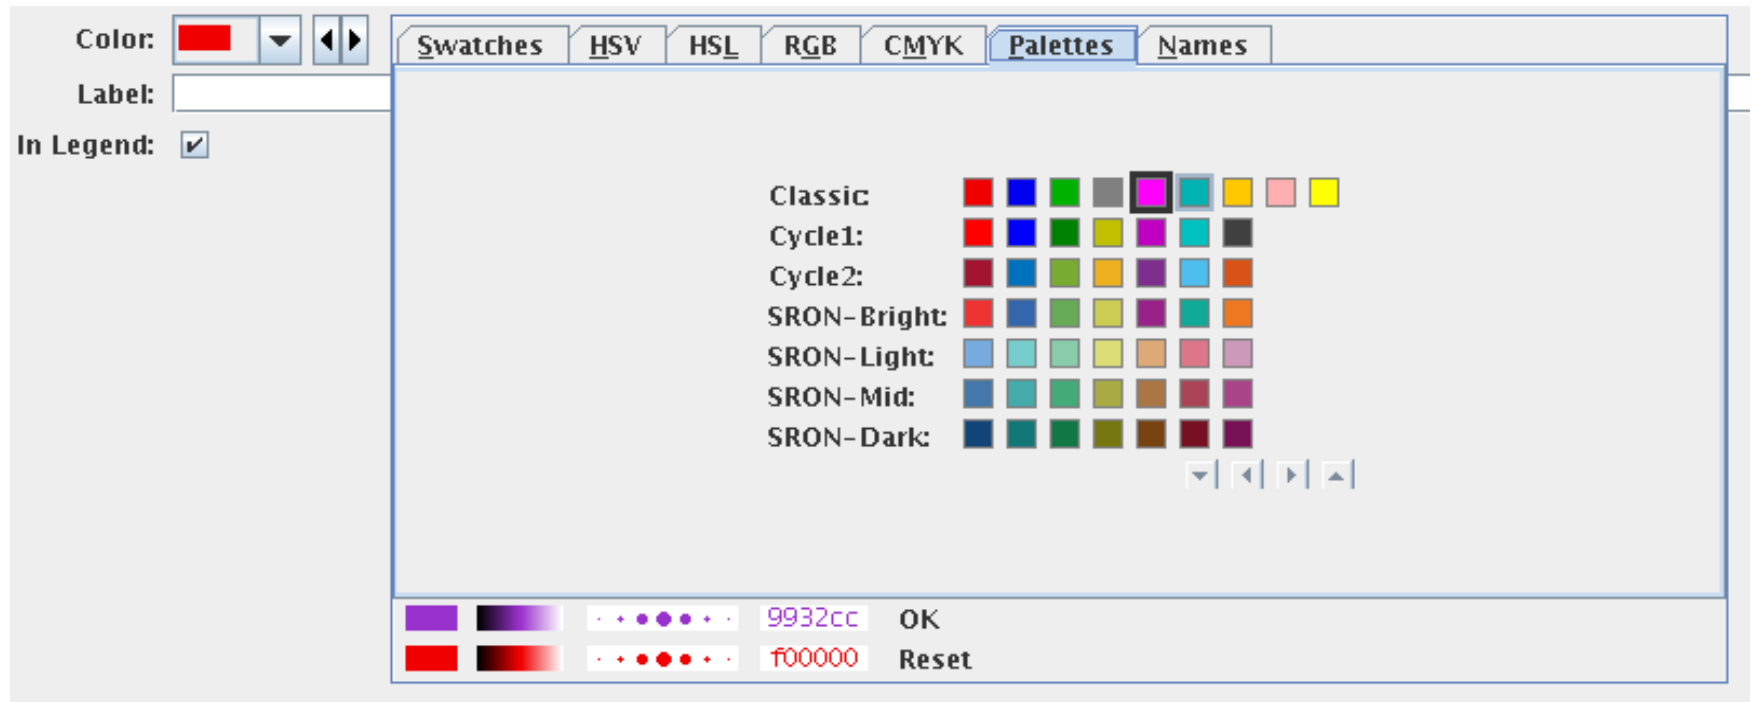 Color:
Swatches HSV HSL RGB CMYK Palettes Names
Label:
In Legend:
Classic:
Cycle1:
Cycle2:
SRON-Bright:
SRON-Light:
SRON-Mid:
SRON-Dark:
9932cc OK
f00000 Reset